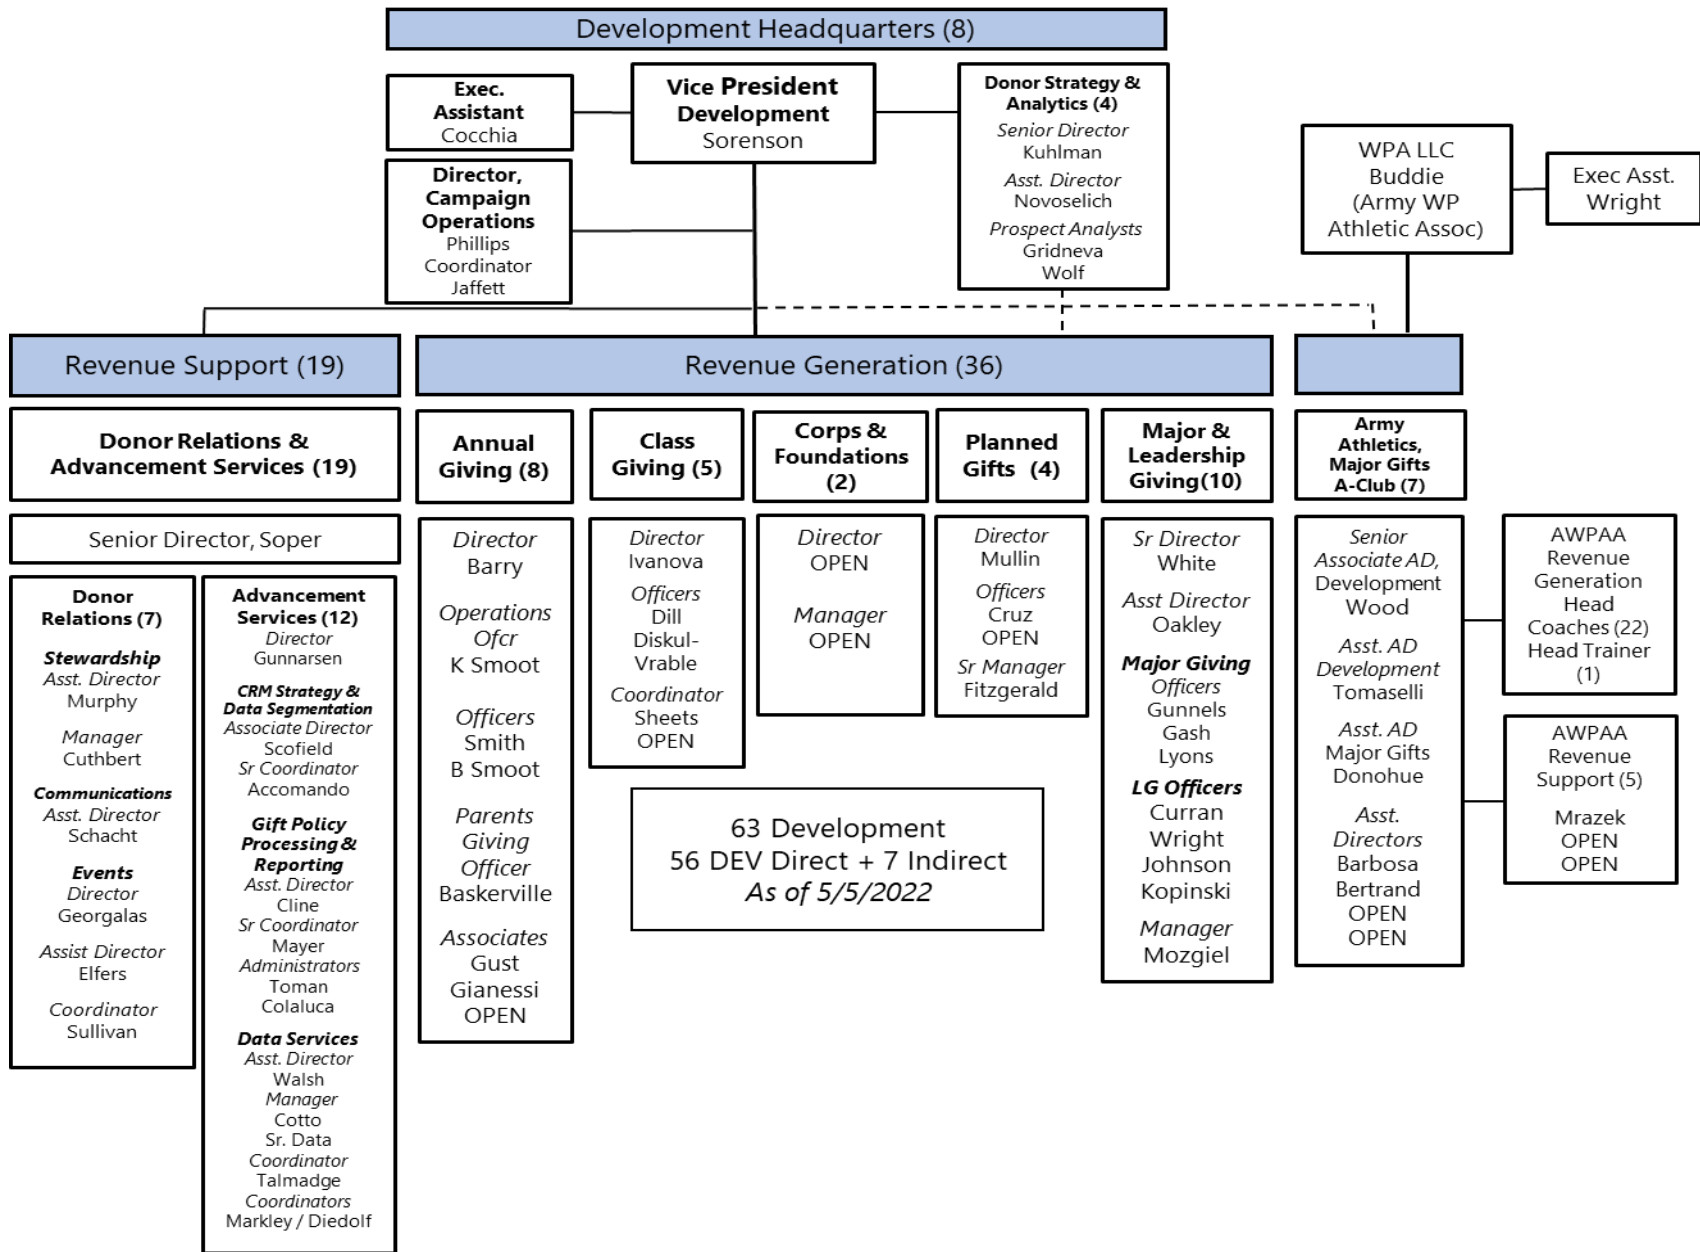 Development Headquarters (8)
Exec.
Assistant
Cocchia
Vice President
Development
Sorenson
Donor Strategy &
Analytics (4)
Senior Director
Kuhlman
Asst. Director
Novoselich
Prospect Analysts
Gridneva
Wolf
Director,
Campaign
Operations
Phillips
Coordinator
Jaffett
WPA LLC
Buddie
(Army WP
Athletic Assoc)
Exec Asst.
Wright
Revenue Support (19)
Revenue Generation (36)
Donor Relations &
Advancement Services (19)
Senior Director, Soper
Donor
Relations (7)
Stewardship
Asst. Director
Murphy
Manager
Cuthbert
Communications
Asst. Director
Schacht
Events
Director
Georgalas
Assist Director
Elfers
Coordinator
Sullivan
Advancement
Services (12)
Director
Gunnarsen
CRM Strategy &
Data Segmentation
Associate Director
Scofield
Sr Coordinator
Accomando
Gift Policy
Processing &
Reporting
Asst. Director
Cline
Sr Coordinator
Mayer
Administrators
Toman
Colaluca
Data Services
Asst. Director
Walsh
Manager
Cotto
Sr. Data
Coordinator
Talmadge
Coordinators
Markley / Diedolf
Annual
Giving (8)
Director
Barry
Operations
Ofcr
K Smoot
Officers
Smith
B Smoot
Parents
Giving
Officer
Baskerville
Associates
Gust
Gianessi
OPEN
Class
Giving (5)
Director
Ivanova
Officers
Dill
Diskul-
Vrable
Coordinator
Sheets
OPEN
Corps &
Foundations
(2)
Director
OPEN
Manager
OPEN
Planned
Gifts (4)
Director
Mullin
Officers
Cruz
OPEN
Sr Manager
Fitzgerald
Major &
Leadership
Giving(10)
Sr Director
White
Asst Director
Oakley
Major Giving
Officers
Gunnels
Gash
Lyons
LG Officers
Curran
Wright
Johnson
Kopinski
Manager
Mozgiel
63 Development
56 DEV Direct + 7 Indirect
As of 5/5/2022
Army
Athletics,
Major Gifts
A-Club (7)
Senior
Associate AD,
Development
Wood
Asst. AD
Development
Tomaselli
Asst. AD
Major Gifts
Donohue
Asst.
Directors
Barbosa
Bertrand
OPEN
OPEN
AWPAA
Revenue
Generation
Head
Coaches (22)
Head Trainer
(1)
AWPAA
Revenue
Support (5)
Mrazek
OPEN
OPEN